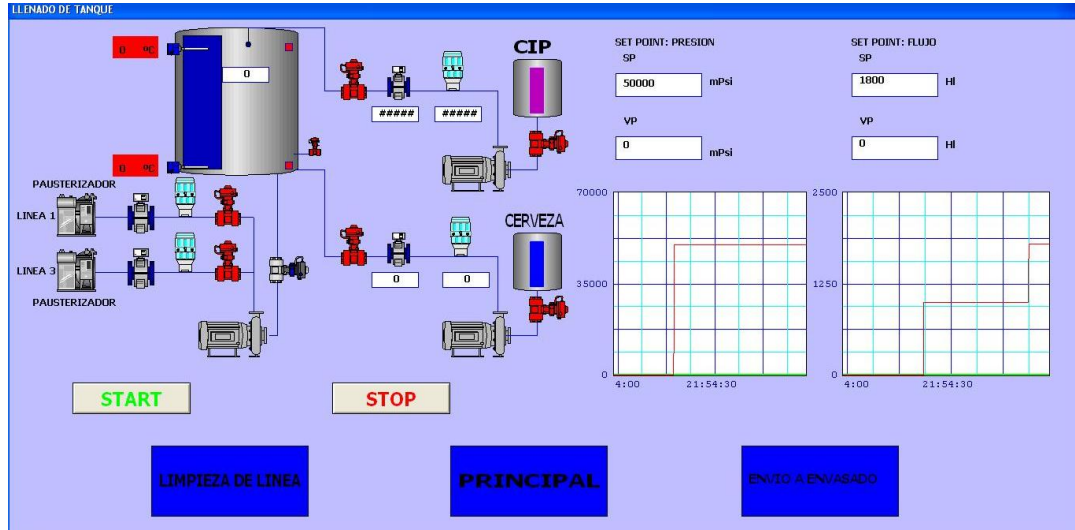 LLENADO DE TANQUE
0 ºC
0
CIP
##### #####
0 ºC
PAUSTERIZADOR
LINEA 1
LINEA 3
PAUSTERIZADOR
CERVEZA
0 0
SET POINT: PRESION
SP
50000 mPsi
VP
0 mPsi
SET POINT: FLUJO
SP
1800 Hl
VP
0 Hl
70000
35000
0
4:00 21:54:30
2500
1250
0
4:00 21:54:30
START STOP
LIMPIEZA DE LINEA PRINCIPAL ENVIO A ENVASADO